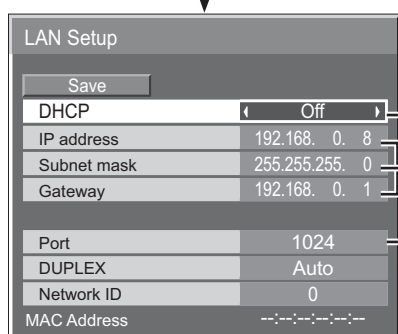 LAN Setup
Save
DHCP Off
IP address 192.168. 0. 8
Subnet mask 255.255.255. 0
Gateway 192.168. 0. 1
Port 1024
DUPLEX Auto
Network ID 0
MAC Address --:--:--:--:--:--